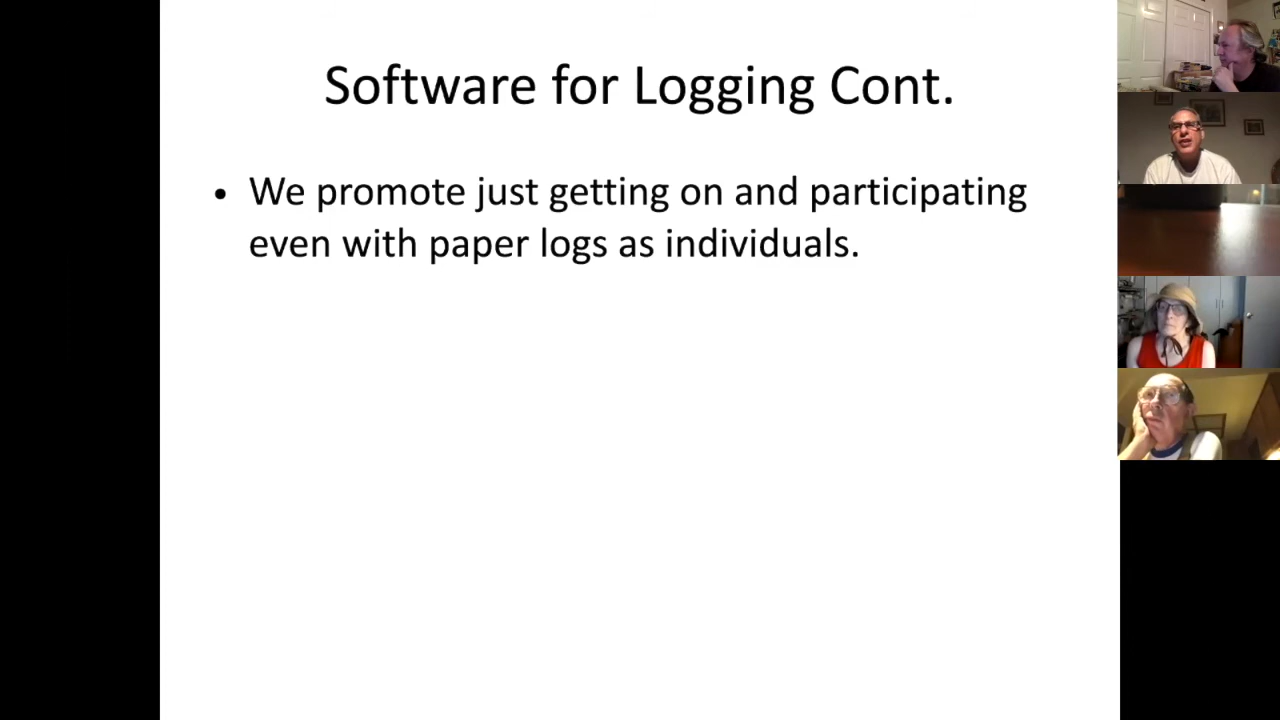 Software for Logging Cont.
• We promote just getting on and participating
even with paper logs as individuals.